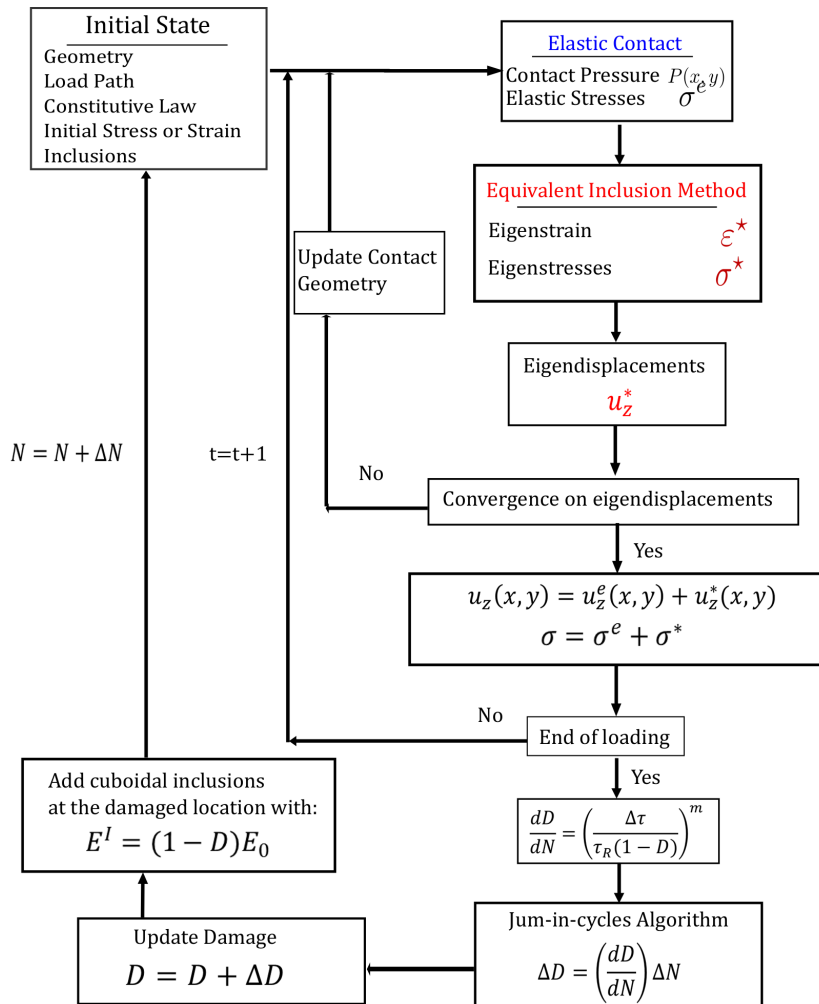 Initial State
Geometry
Load Path
Constitutive Law
Initial Stress or Strain
Inclusions
Elastic Contact
Contact Pressure P(x, y)
Elastic Stresses σᵉ
Equivalent Inclusion Method
Eigenstrain ε⋆
Eigenstresses σ⋆
Update Contact
Geometry
Eigendisplacements
u_z^*
N = N + ΔN
t=t+1
No
Convergence on eigendisplacements
Yes
u_z(x, y) = u_z^e(x, y) + u_z^*(x, y)
σ = σ^e + σ^*
No
End of loading
Yes
dD/dN = (Δτ / τ_R(1 − D))^m
Jum-in-cycles Algorithm
ΔD = (dD/dN) ΔN
Update Damage
D = D + ΔD
Add cuboidal inclusions
at the damaged location with:
E^I = (1 − D)E_0